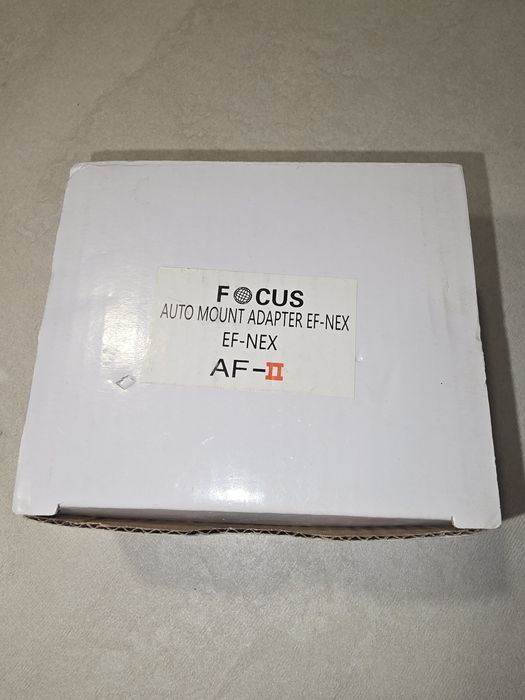 FOCUS
AUTO MOUNT ADAPTER EF-NEX
EF-NEX
AF-II